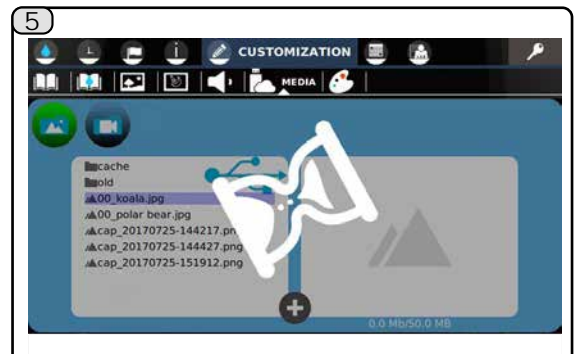 5
CUSTOMIZATION
MEDIA
cache
old
00_koala.jpg
00_polar bear.jpg
cap_20170725-144217.pn
cap_20170725-144427.png
cap_20170725-151912.png
0.0 Mb/50.0 MB